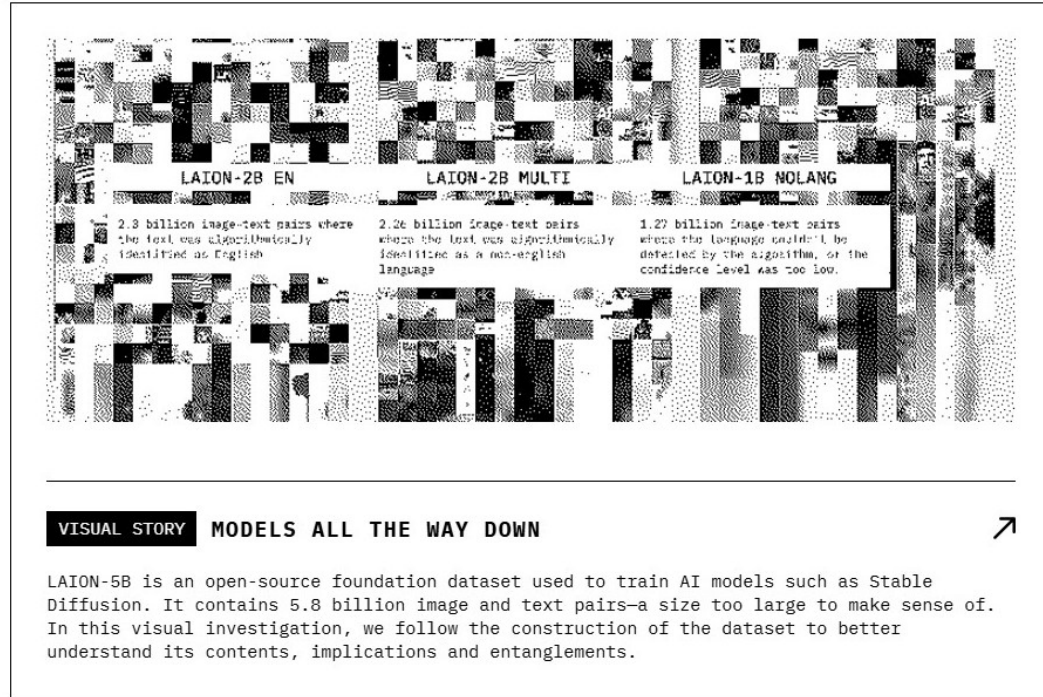 LAION-2B EN
LAION-2B MULTI
LAION-1B NOLANG
2.3 billion image-text pairs where
the text was algorithmically
identified as English
2.26 billion image-text pairs
where the text was algorithmically
identified as a non-english
language
1.27 billion image-text pairs
where the language couldn't be
detected by the algorithm, or the
confidence level was too low.
VISUAL STORY MODELS ALL THE WAY DOWN
LAION-5B is an open-source foundation dataset used to train AI models such as Stable
Diffusion. It contains 5.8 billion image and text pairs—a size too large to make sense of.
In this visual investigation, we follow the construction of the dataset to better
understand its contents, implications and entanglements.